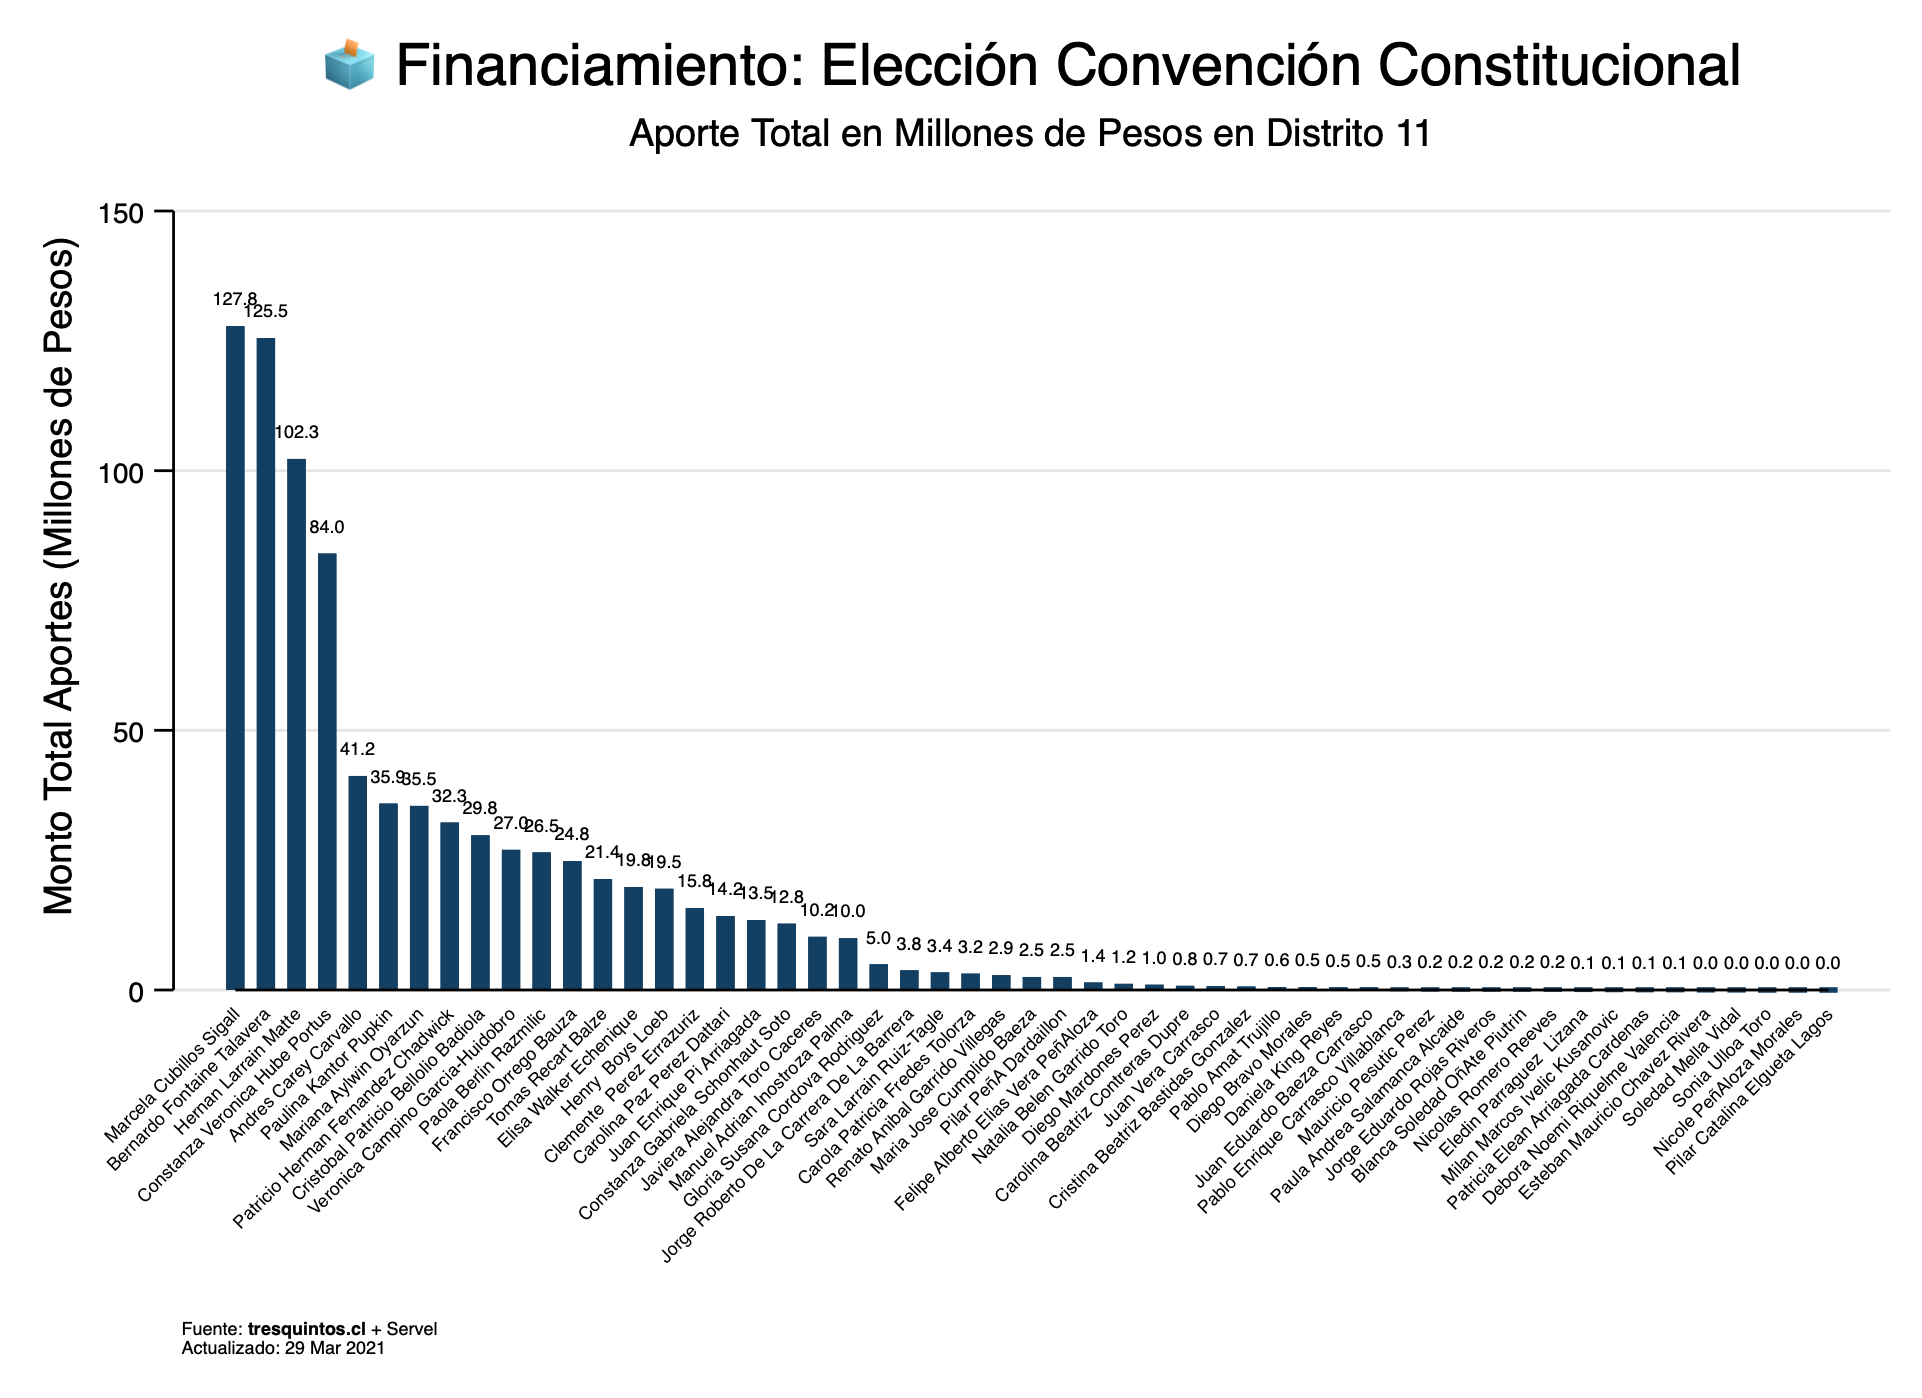 Financiamiento: Elección Convención Constitucional
Aporte Total en Millones de Pesos en Distrito 11
Monto Total Aportes (Millones de Pesos)
150
100
50
0
127.8
125.5
102.3
84.0
41.2
35.9
35.5
32.3
29.8
27.0
26.5
24.8
21.4
19.8
19.5
15.8
14.2
13.5
12.8
10.2
10.0
5.0
3.8
3.4
3.2
2.9
2.5
2.5
1.4
1.2
1.0
0.8
0.7
0.7
0.6
0.5
0.5
0.5
0.3
0.2
0.2
0.2
0.2
0.2
0.1
0.1
0.1
0.1
0.0
0.0
0.0
0.0
0.0
Marcela Cubillos Sigall
Bernardo Fontaine Talavera
Hernan Larrain Matte
Constanza Veronica Hube Portus
Andres Carey Carvallo
Paulina Kantor Pupkin
Mariana Aylwin Oyarzun
Patricio Hernan Fernandez Chadwick
Cristobal Patricio Bellolio Badiola
Veronica Campino Garcia-Huidobro
Paola Berlin Razmilic
Francisco Orrego Bauza
Tomas Recart Balze
Elisa Walker Echenique
Henry Boys Loeb
Clemente Perez Errazuriz
Carolina Paz Perez Dattari
Juan Enrique Pi Arriagada
Constanza Gabriela Schonhaut Soto
Javiera Alejandra Toro Caceres
Manuel Adrian Inostroza Palma
Gloria Susana Cordova Rodriguez
Jorge Roberto De La Carrera De La Barrera
Sara Larrain Ruiz-Tagle
Carola Patricia Fredes Tolorza
Renato Anibal Garrido Villegas
Maria Jose Cumplido Baeza
Pilar PeñA Dardaillon
Felipe Alberto Elias Vera PeñAloza
Natalia Belen Garrido Toro
Diego Mardones Perez
Carolina Beatriz Contreras Dupre
Juan Vera Carrasco
Cristina Beatriz Bastidas Gonzalez
Pablo Amat Trujillo
Diego Bravo Morales
Daniela King Reyes
Juan Eduardo Baeza Carrasco
Pablo Enrique Carrasco Villablanca
Mauricio Pesutic Perez
Paula Andrea Salamanca Alcaide
Jorge Eduardo Rojas Riveros
Blanca Soledad OñAte Piutrin
Nicolas Romero Reeves
Eledin Parraguez Lizana
Milan Marcos Ivelic Kusanovic
Patricia Elean Arriagada Cardenas
Debora Noemi Riquelme Valencia
Esteban Mauricio Chavez Rivera
Soledad Mella Vidal
Sonia Ulloa Toro
Nicole PeñAloza Morales
Pilar Catalina Elgueta Lagos
Fuente: tresquintos.cl + Servel
Actualizado: 29 Mar 2021